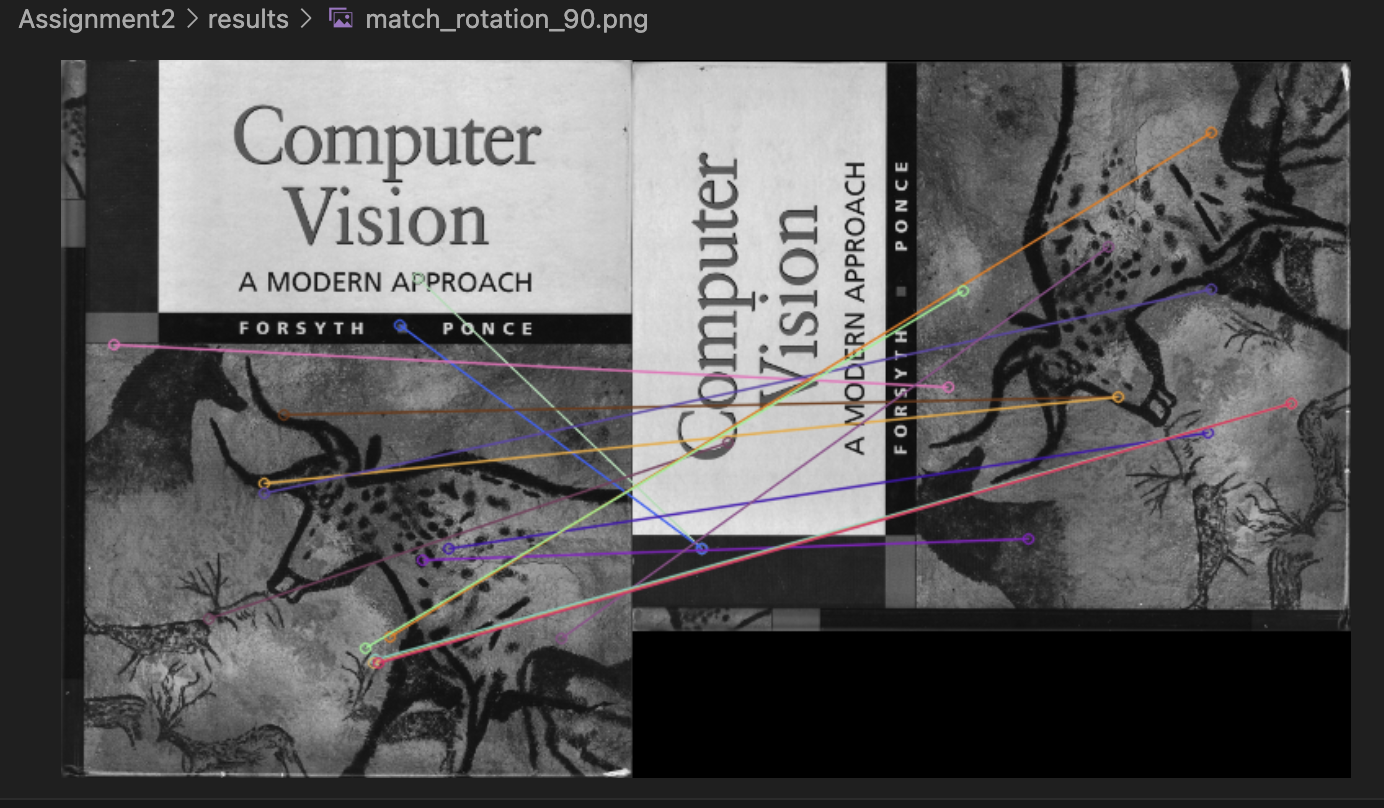 Assignment2 > results > match_rotation_90.png
Computer
Vision
A MODERN APPROACH
FORSYTH PONCE
Computer
Vision
A MODERN APPROACH
FORSYTH ■ PONCE